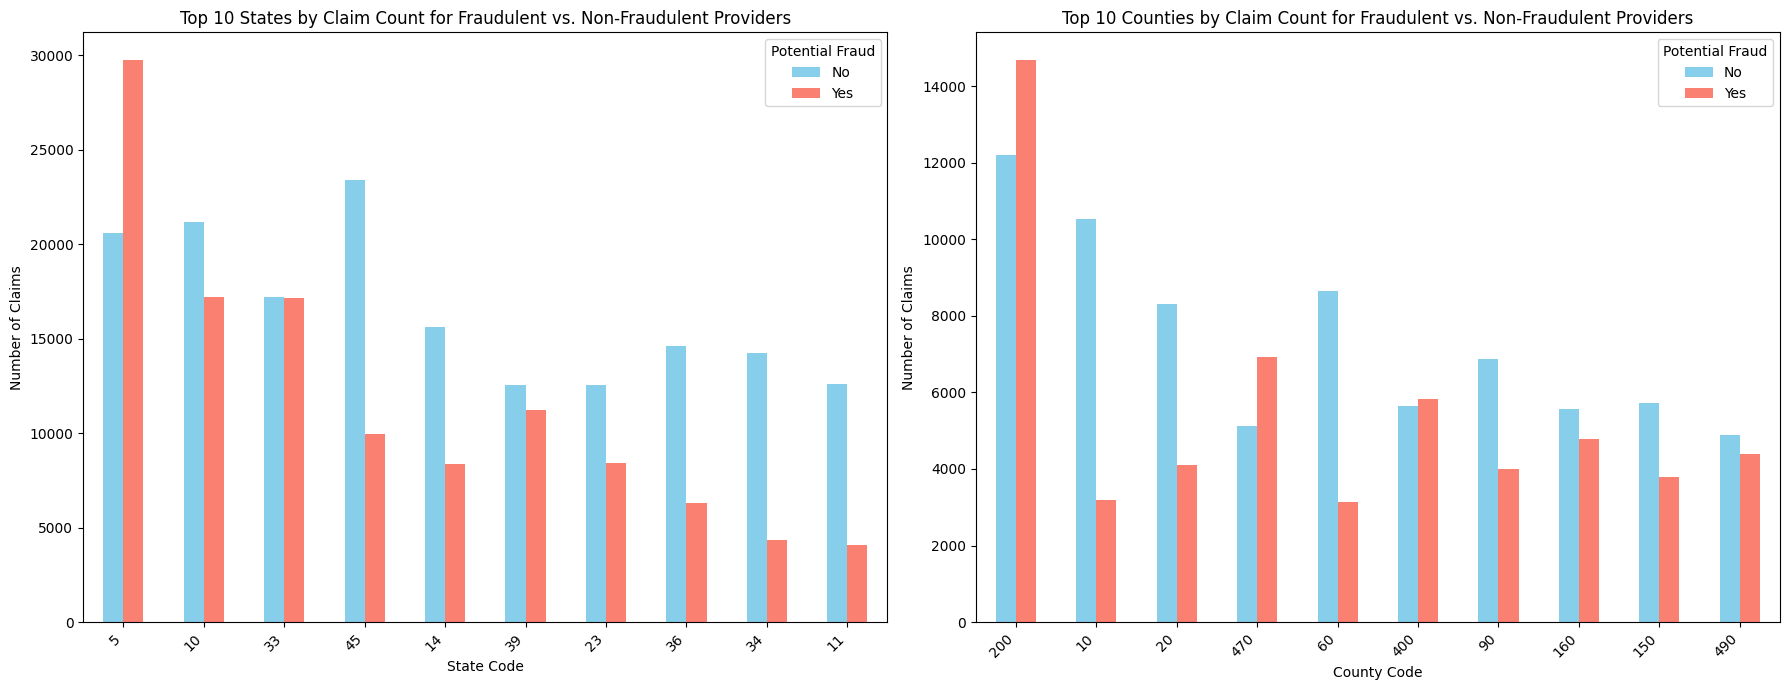 Top 10 States by Claim Count for Fraudulent vs. Non-Fraudulent Providers
30000
25000
20000
15000
10000
5000
0
Number of Claims
Potential Fraud
No
Yes
5
10
33
45
14
39
23
36
34
11
State Code
Top 10 Counties by Claim Count for Fraudulent vs. Non-Fraudulent Providers
14000
12000
10000
8000
6000
4000
2000
0
Number of Claims
Potential Fraud
No
Yes
200
10
20
470
60
400
90
160
150
490
County Code